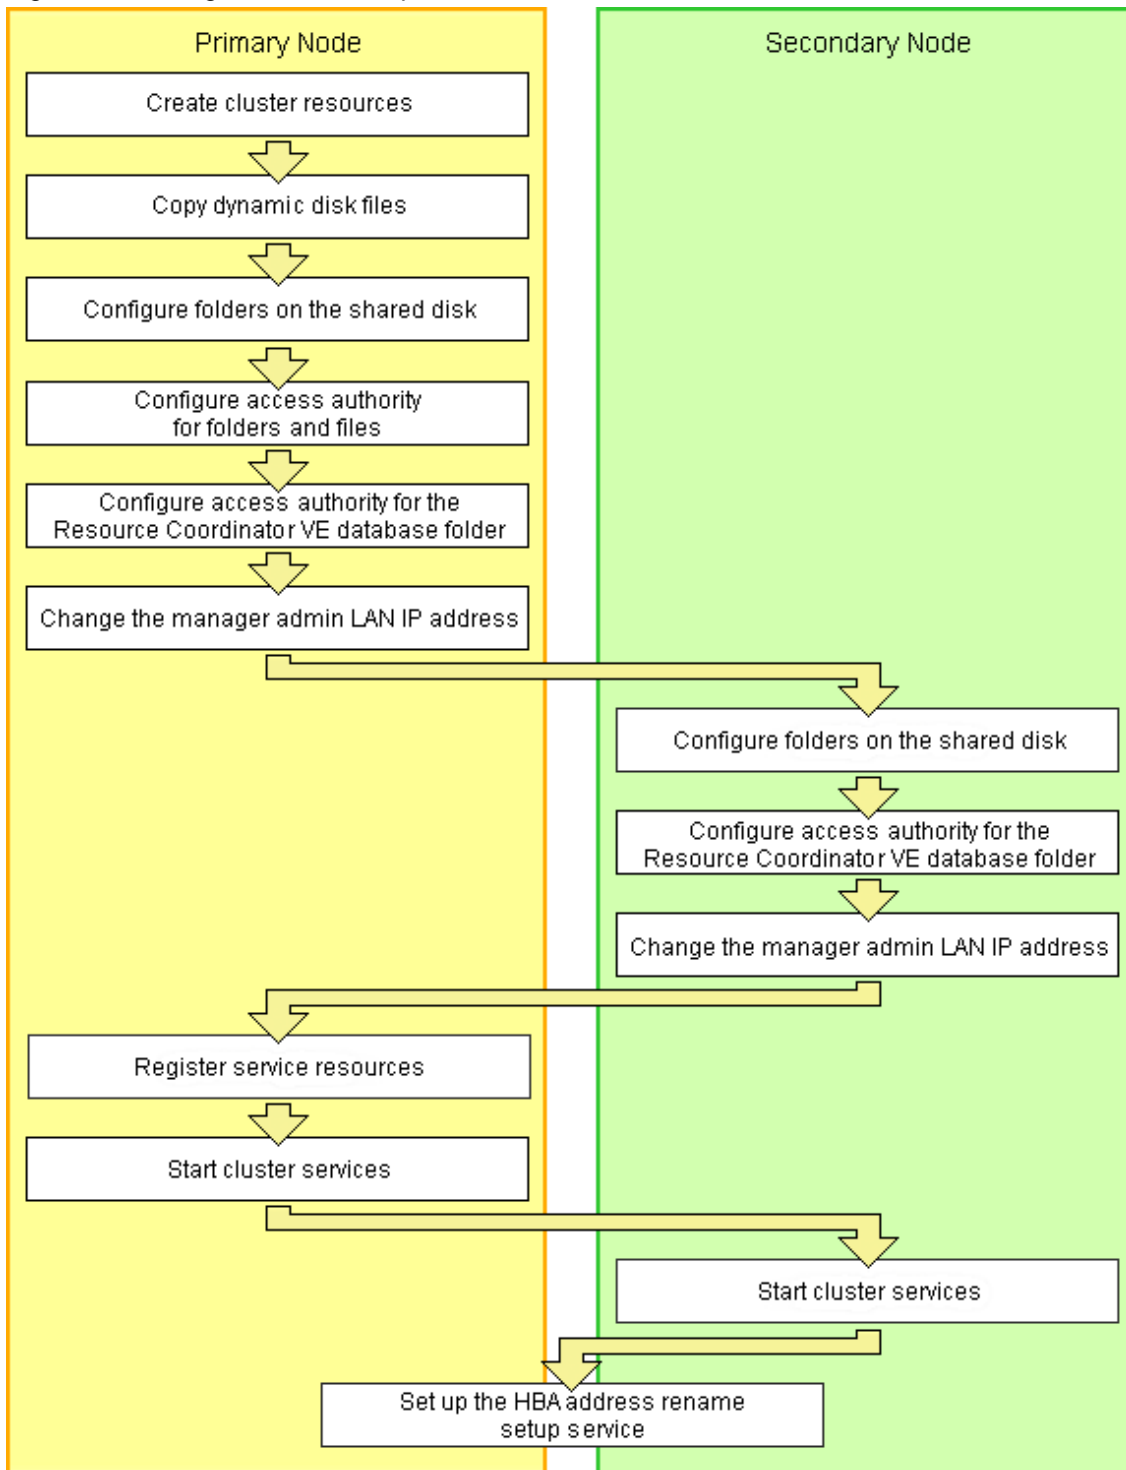 Primary Node
Secondary Node
Create cluster resources
Copy dynamic disk files
Configure folders on the shared disk
Configure access authority
for folders and files
Configure access authority for the
Resource Coordinator VE database folder
Change the manager admin LAN IP address
Configure folders on the shared disk
Configure access authority for the
Resource Coordinator VE database folder
Change the manager admin LAN IP address
Register service resources
Start cluster services
Start cluster services
Set up the HBA address rename
setup service